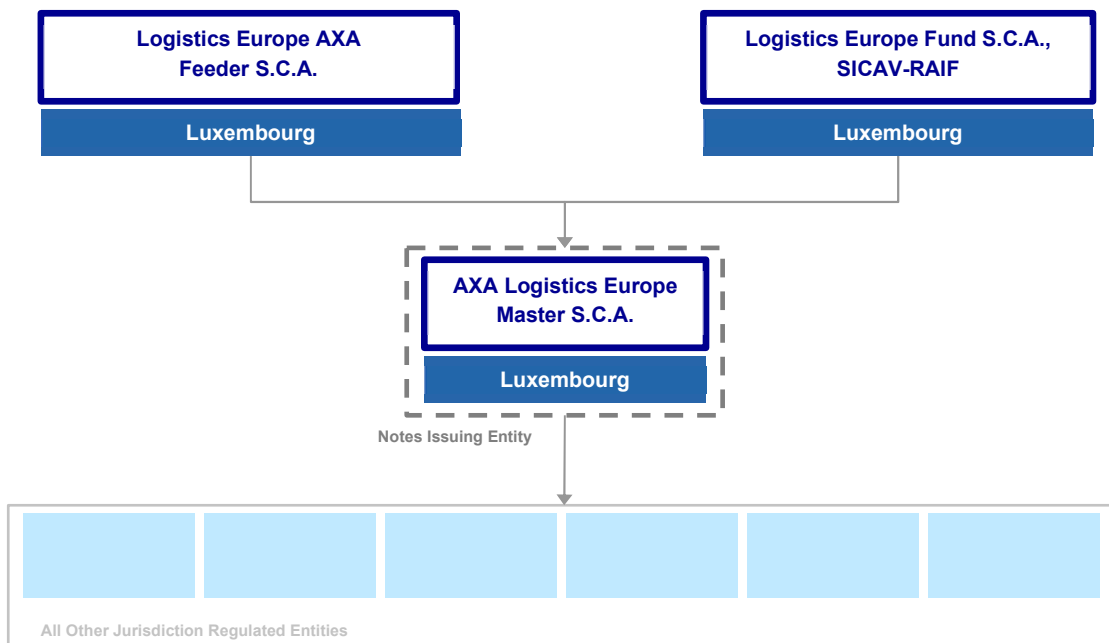 Logistics Europe AXA
Feeder S.C.A.
Luxembourg
Logistics Europe Fund S.C.A.,
SICAV-RAIF
Luxembourg
AXA Logistics Europe
Master S.C.A.
Luxembourg
Notes Issuing Entity
All Other Jurisdiction Regulated Entities